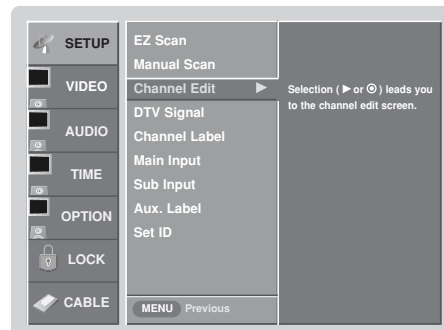 SETUP
VIDEO
AUDIO
TIME
OPTION
LOCK
CABLE
EZ Scan
Manual Scan
Channel Edit ▶
DTV Signal
Channel Label
Main Input
Sub Input
Aux. Label
Set ID
MENU Previous
Selection ( ▶ or ⊙ ) leads you
to the channel edit screen.